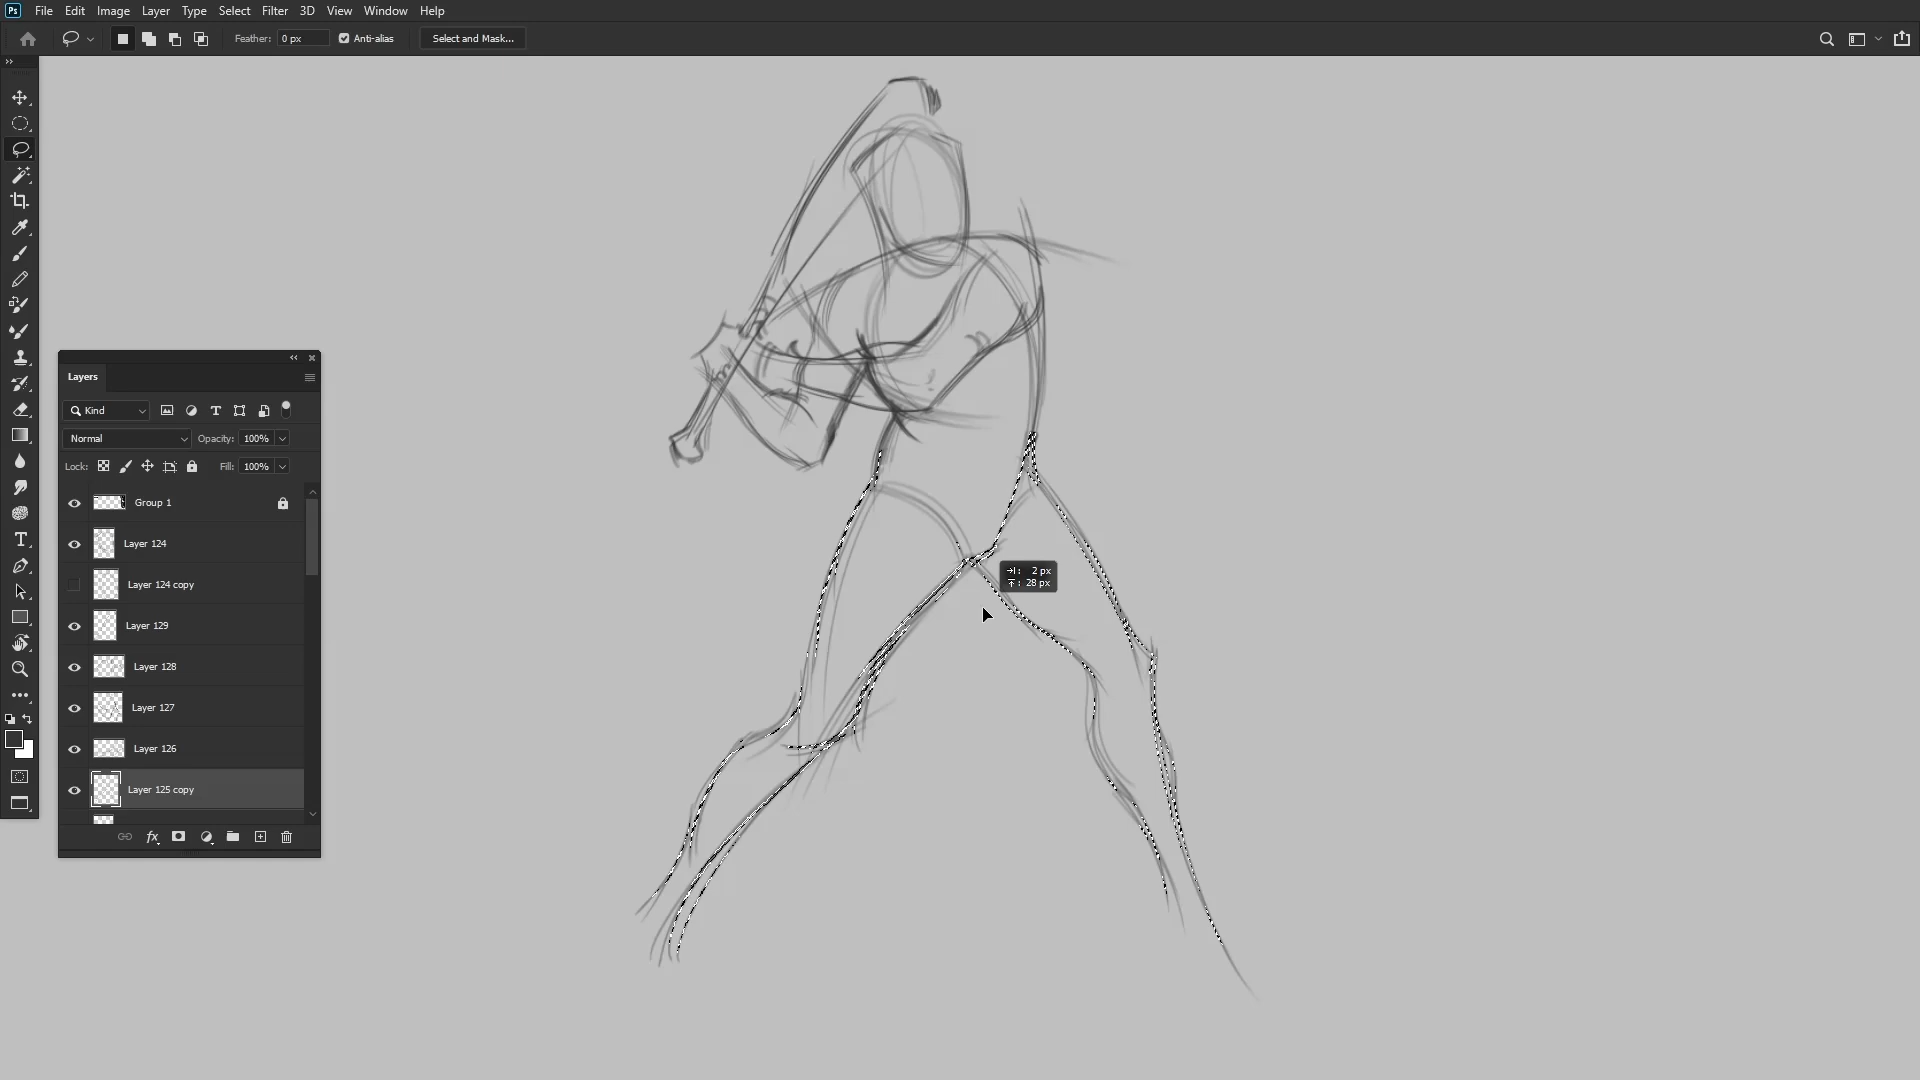 Ps File Edit Image Layer Type Select Filter 3D View Window Help
Feather: 0 px Anti-alias Select and Mask...
Layers
Kind
Normal Opacity: 100%
Lock: Fill: 100%
Group 1
Layer 124
Layer 124 copy
Layer 129
Layer 128
Layer 127
Layer 126
Layer 125 copy
fx
T
: 2 px
: 28 px